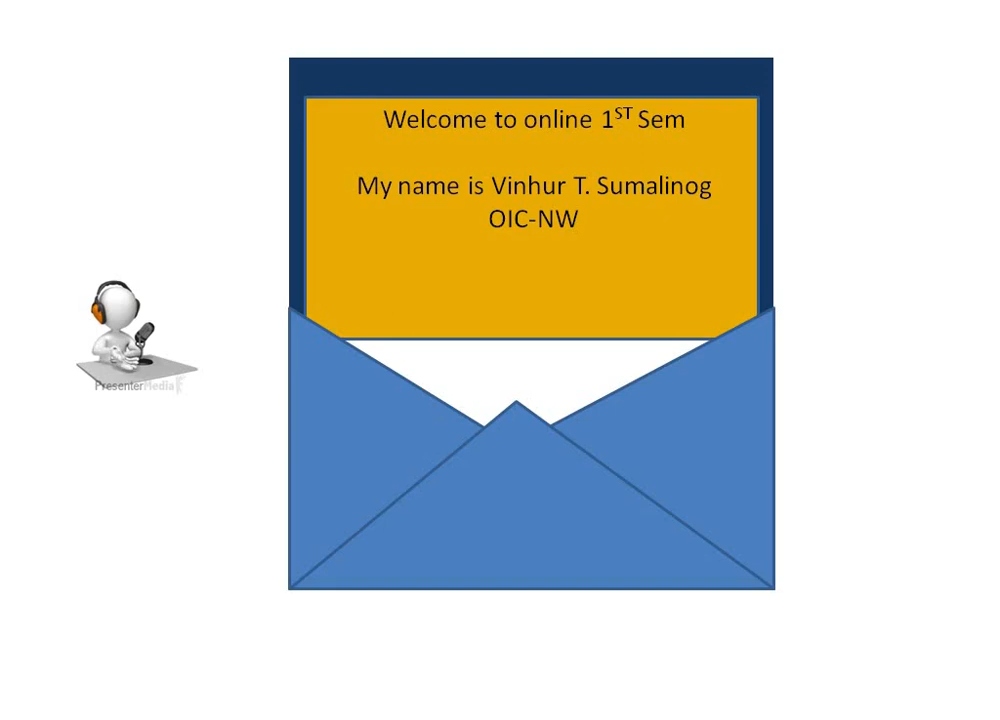 Welcome to online 1ST Sem
My name is Vinhur T. Sumalinog
OIC-NW
PresenterMedia